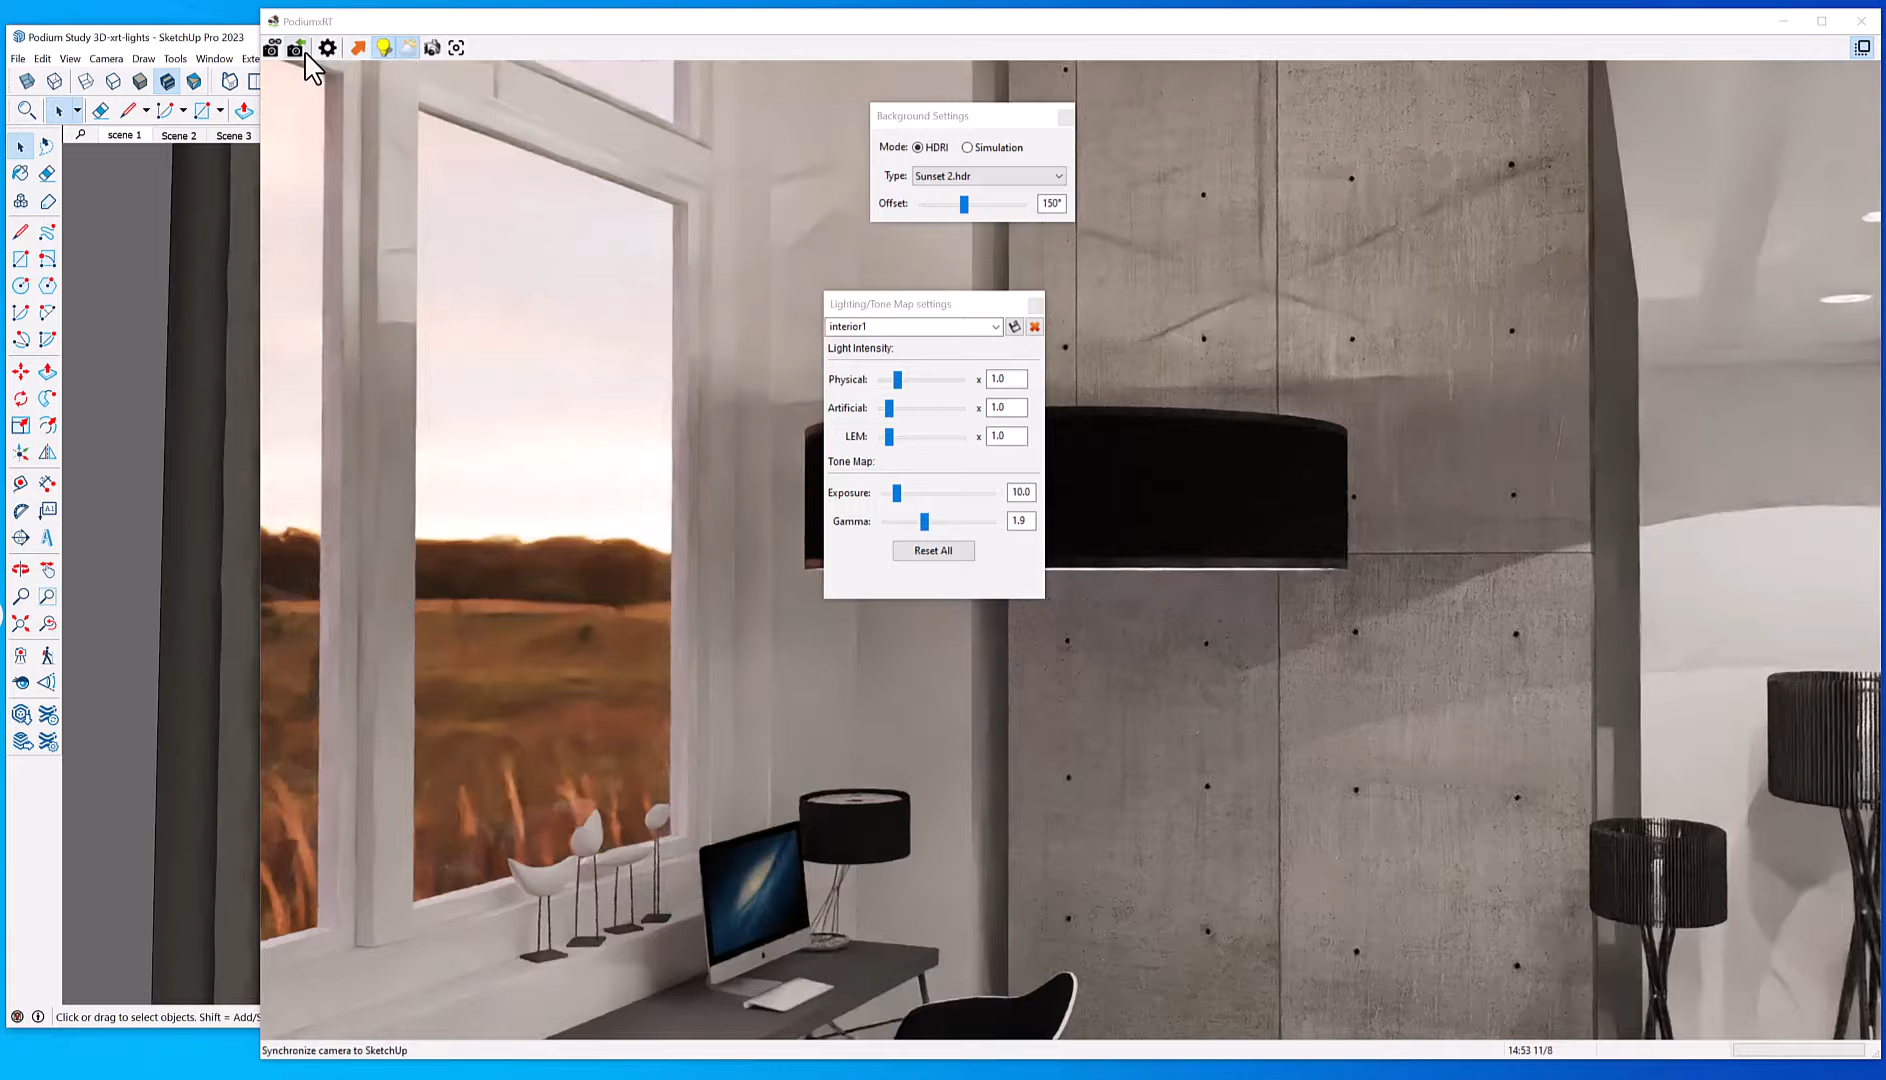 PodiumxRT
Podium Study 3D-xrt-lights - SketchUp Pro 2023
File Edit View Camera Draw Tools Window Exte
scene 1 Scene 2 Scene 3
Background Settings
Mode: HDRI Simulation
Type: Sunset 2.hdr
Offset: 150°
Lighting/Tone Map settings
interior1
Light Intensity:
Physical: x 1.0
Artificial: x 1.0
LEM: x 1.0
Tone Map:
Exposure: 10.0
Gamma: 1.9
Reset All
Click or drag to select objects. Shift = Add/S
Synchronize camera to SketchUp
14:53 11/8